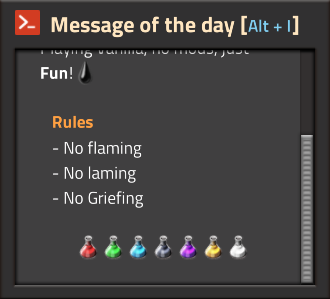 Message of the day [Alt + I]
Playing Vanilla, no mods, just
Fun!
Rules
- No flaming
- No laming
- No Griefing